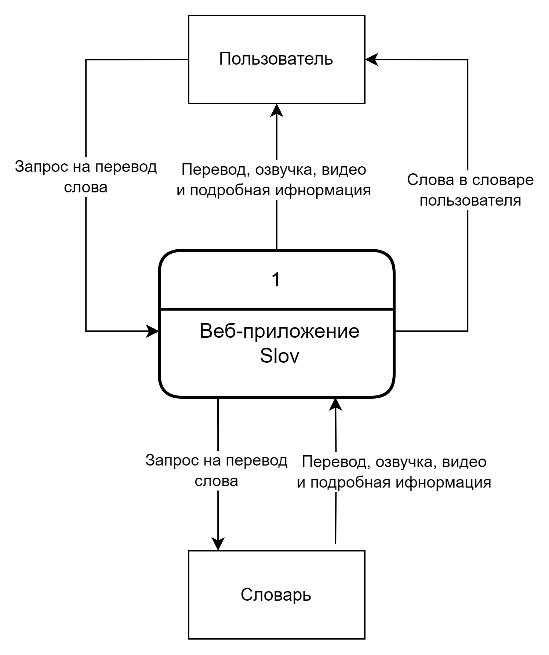 Пользователь
Запрос на перевод
слова
Перевод, озвучка, видео
и подробная ифнормация
Слова в словаре
пользователя
1
Веб-приложение
Slov
Запрос на перевод
слова
Перевод, озвучка, видео
и подробная ифнормация
Словарь